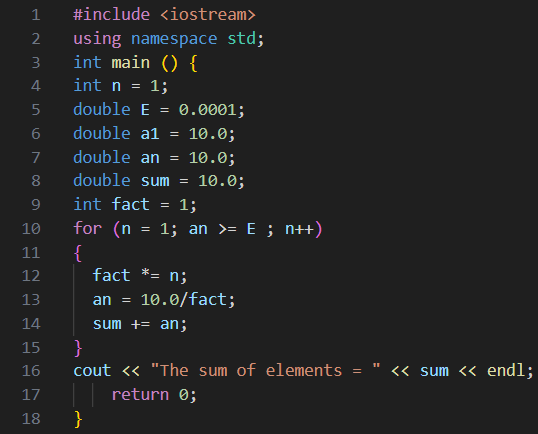 1 #include <iostream>
2 using namespace std;
3 int main () {
4 int n = 1;
5 double E = 0.0001;
6 double a1 = 10.0;
7 double an = 10.0;
8 double sum = 10.0;
9 int fact = 1;
10 for (n = 1; an >= E ; n++)
11 {
12 fact *= n;
13 an = 10.0/fact;
14 sum += an;
15 }
16 cout << "The sum of elements = " << sum << endl;
17 return 0;
18 }